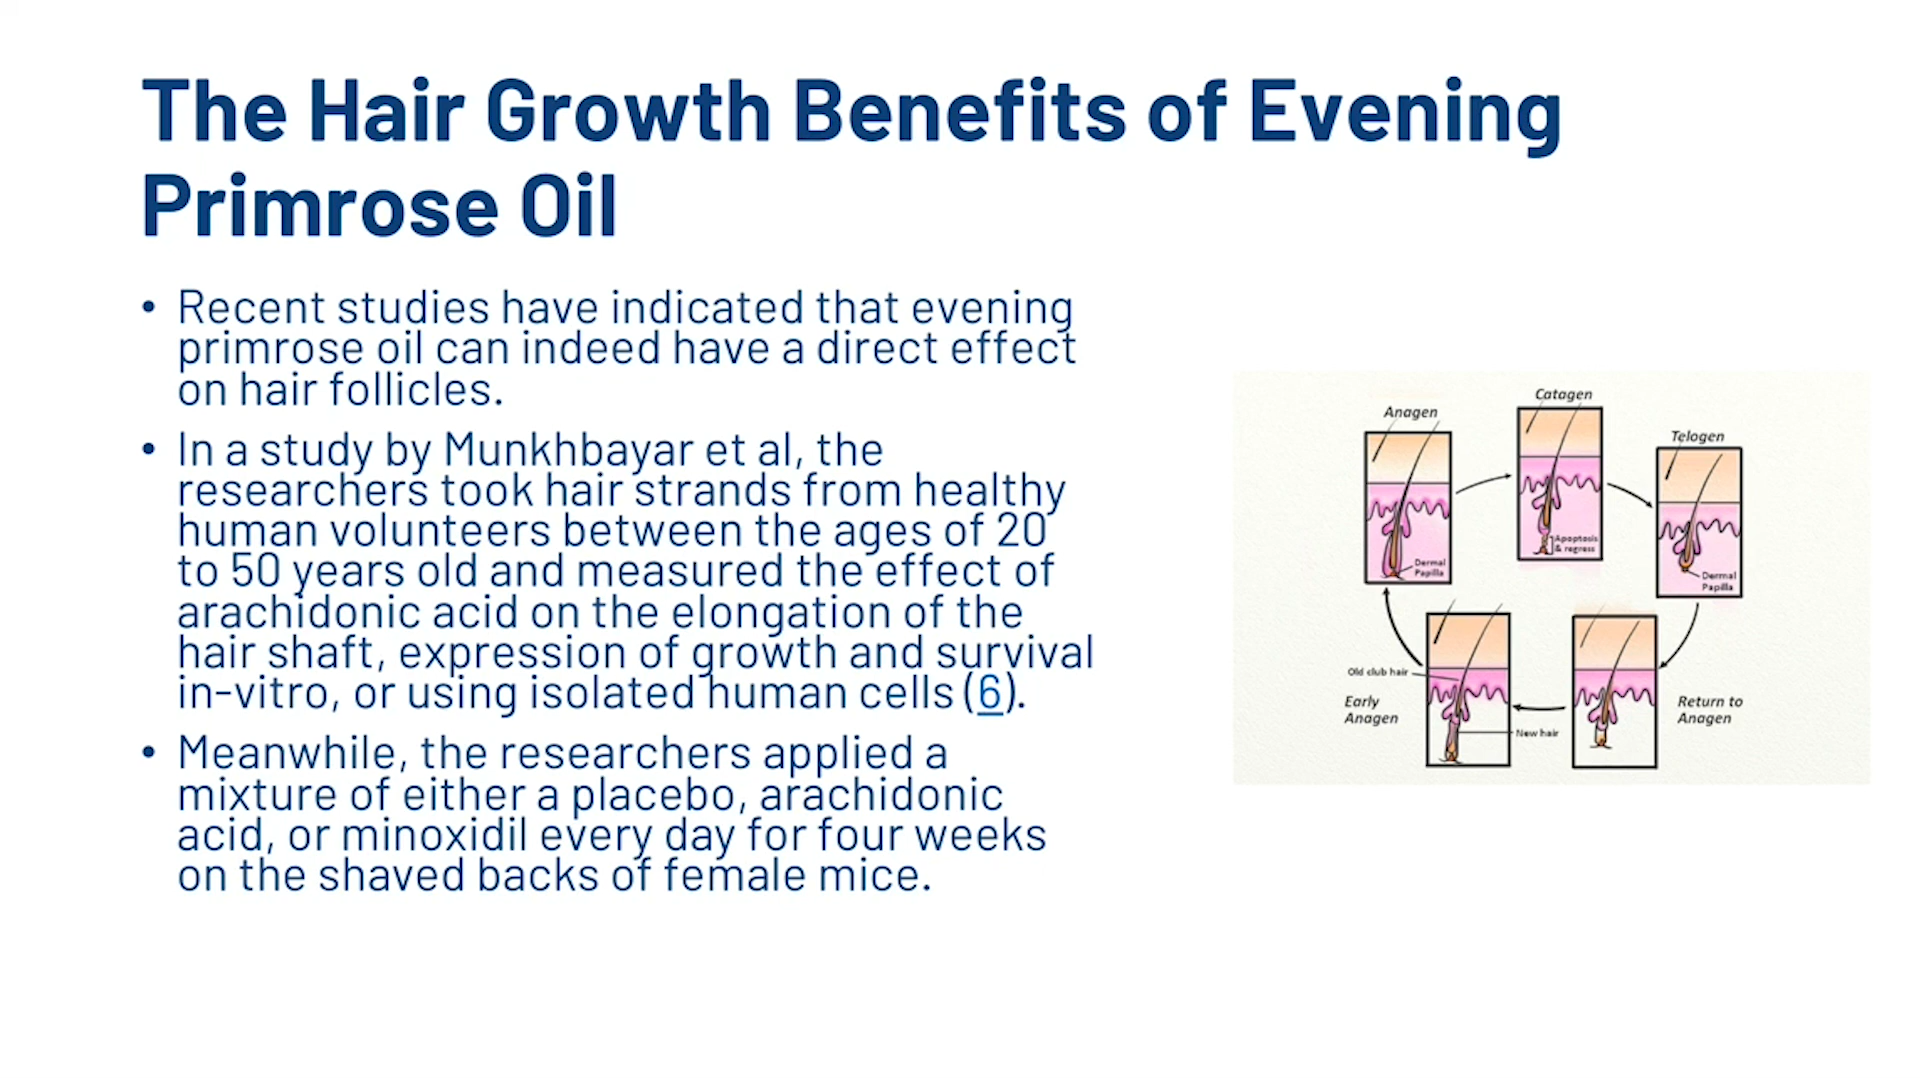 The Hair Growth Benefits of Evening
Primrose Oil
• Recent studies have indicated that evening
primrose oil can indeed have a direct effect
on hair follicles.
• In a study by Munkhbayar et al, the
researchers took hair strands from healthy
human volunteers between the ages of 20
to 50 years old and measured the effect of
arachidonic acid on the elongation of the
hair shaft, expression of growth and survival
in-vitro, or using isolated human cells (6).
• Meanwhile, the researchers applied a
mixture of either a placebo, arachidonic
acid, or minoxidil every day for four weeks
on the shaved backs of female mice.
Anagen
Dermal
Papilla
Catagen
Apoptosis
& regress
Telogen
Dermal
Papilla
Return to
Anagen
Early
Anagen
Old club hair
New hair